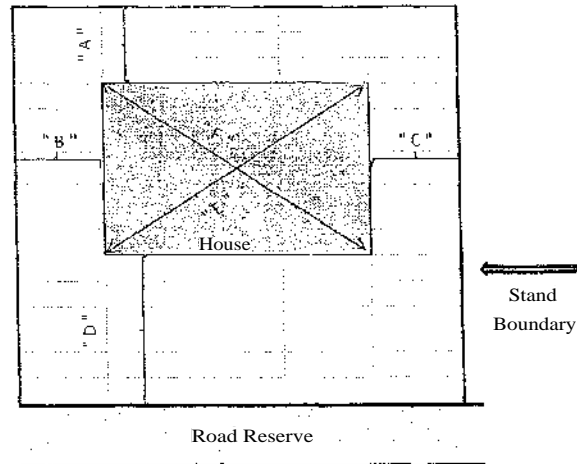 "A"
"B"
"C"
"F"
"E"
House
Stand
Boundary
"D"
Road Reserve